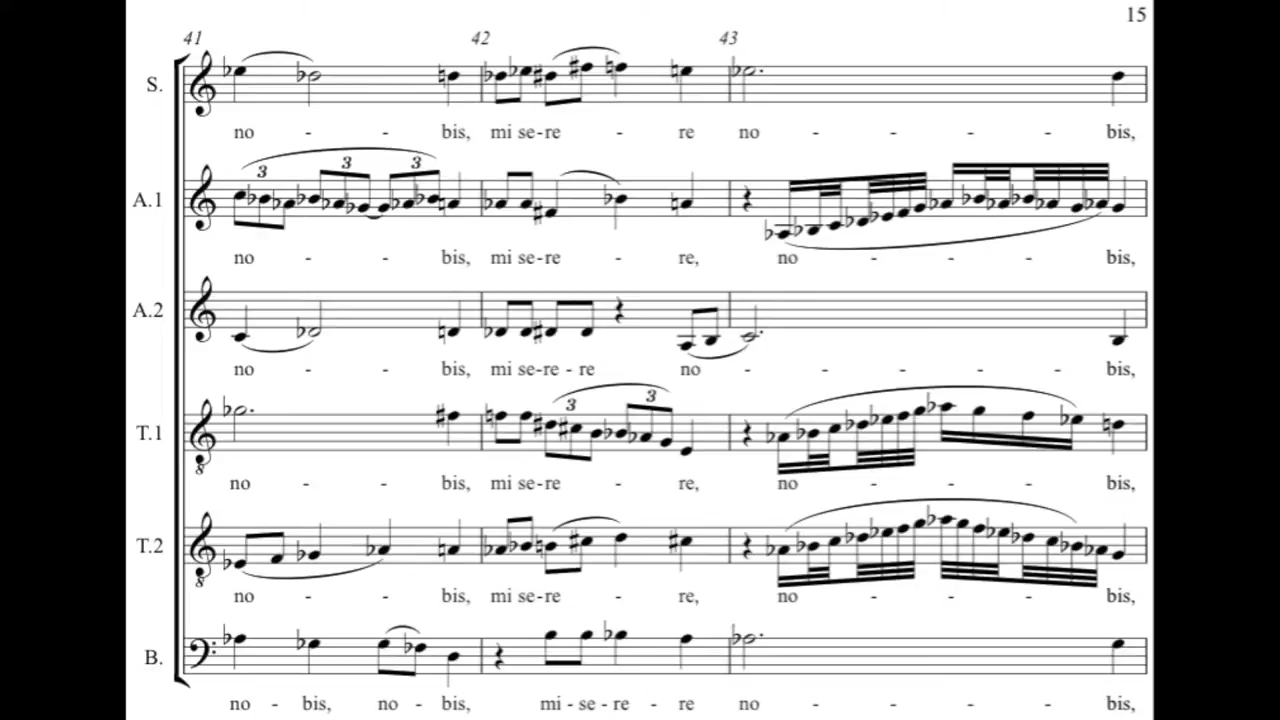 15
41 42 43
S.
no - - bis, mi se-re - re no - - - - bis,
3 3 3
A.1
no - - bis, mi se-re - re, no - - - bis,
A.2
no - - bis, mi se-re - re no - - - - - bis,
3 3
T.1
8
no - - bis, mi se-re - re, no - - - bis,
T.2
8
no - - bis, mi se-re - re, no - - - bis,
B.
no - bis, no - bis, mi - se - re - re no - - - - bis,